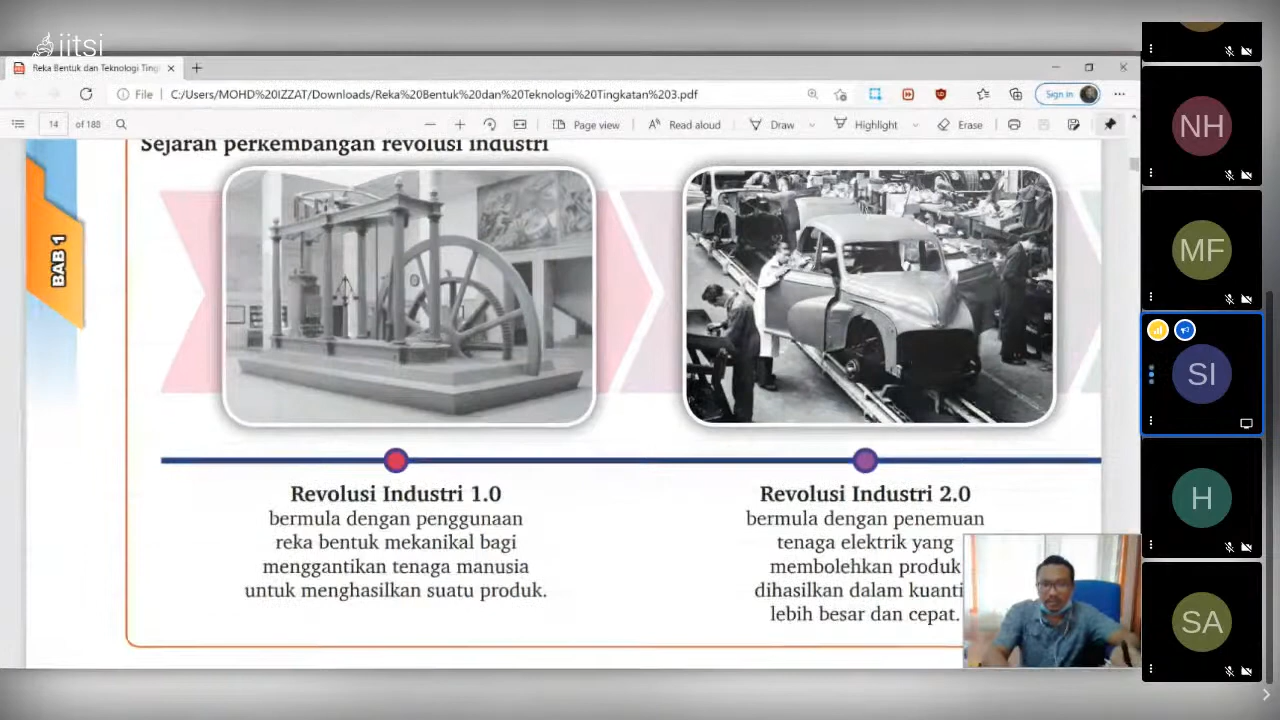 jitsi
Reka Bentuk dan Teknologi Ting
File
C:/Users/MOHD%20IZZAT/Downloads/Reka%20Bentuk%20dan%20Teknologi%20Tingkatan%203.pdf
Sign in
14 of 188
Page view
Read aloud
Draw
Highlight
Erase
Sejarah perkembangan revolusi industri
BAB 1
Revolusi Industri 1.0
bermula dengan penggunaan
reka bentuk mekanikal bagi
menggantikan tenaga manusia
untuk menghasilkan suatu produk.
Revolusi Industri 2.0
bermula dengan penemuan
tenaga elektrik yang
membolehkan produk
dihasilkan dalam kuanti
lebih besar dan cepat.
NH
MF
SI
H
SA